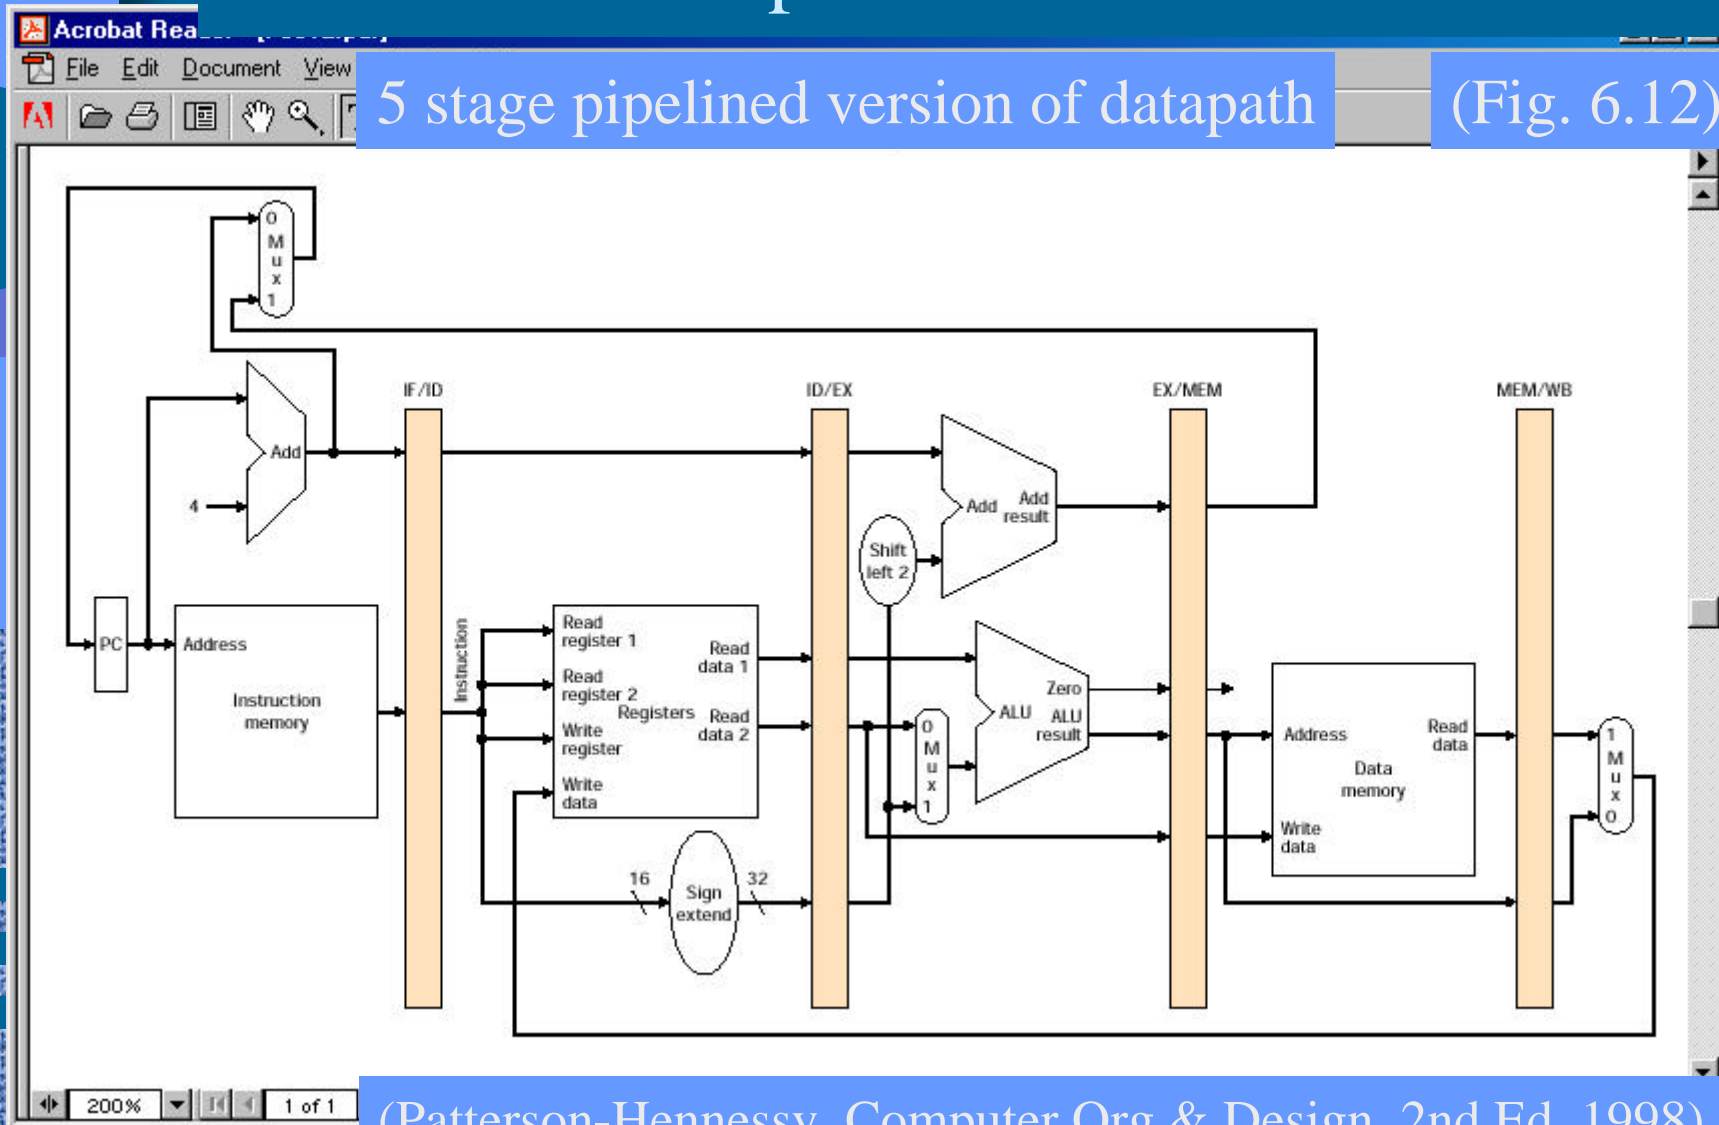 Acrobat Rea
File Edit Document View
5 stage pipelined version of datapath
(Fig. 6.12)
0
M
u
x
1
IF/ID
ID/EX
EX/MEM
MEM/WB
Add
4
Add
Add
result
Shift
left 2
PC
Address
Instruction
memory
Instruction
Read
register 1
Read
register 2
Write
register
Write
data
Registers
Read
data 1
Read
data 2
16
Sign
extend
32
0
M
u
x
1
Zero
ALU
ALU
result
Address
Read
data
Data
memory
Write
data
1
M
u
x
0
200%
1 of 1
(Patterson-Hennessy, Computer Org & Design, 2nd Ed, 1998)